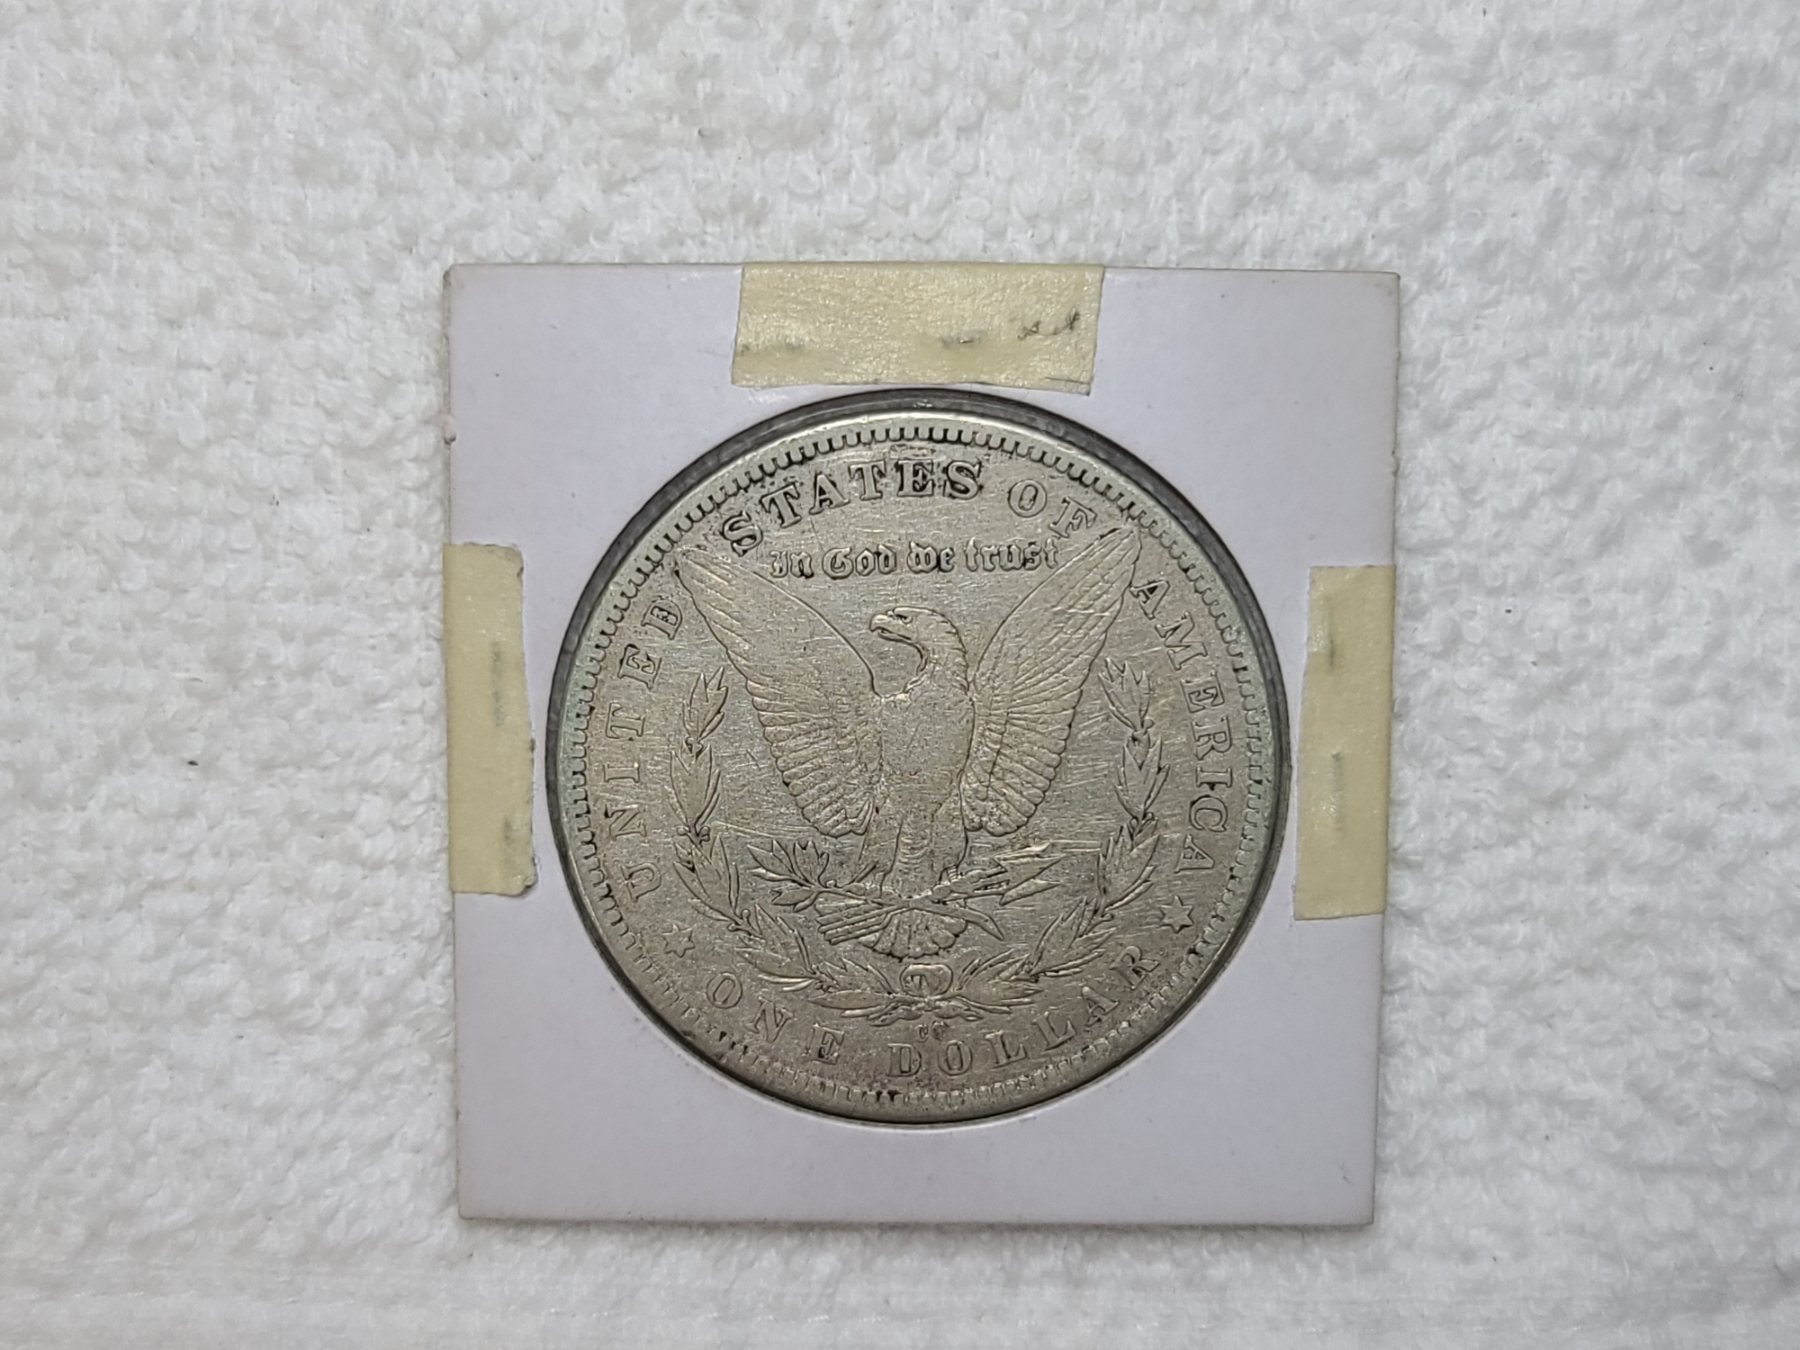 UNITED STATES OF AMERICA
In God we trust
CC
ONE DOLLAR